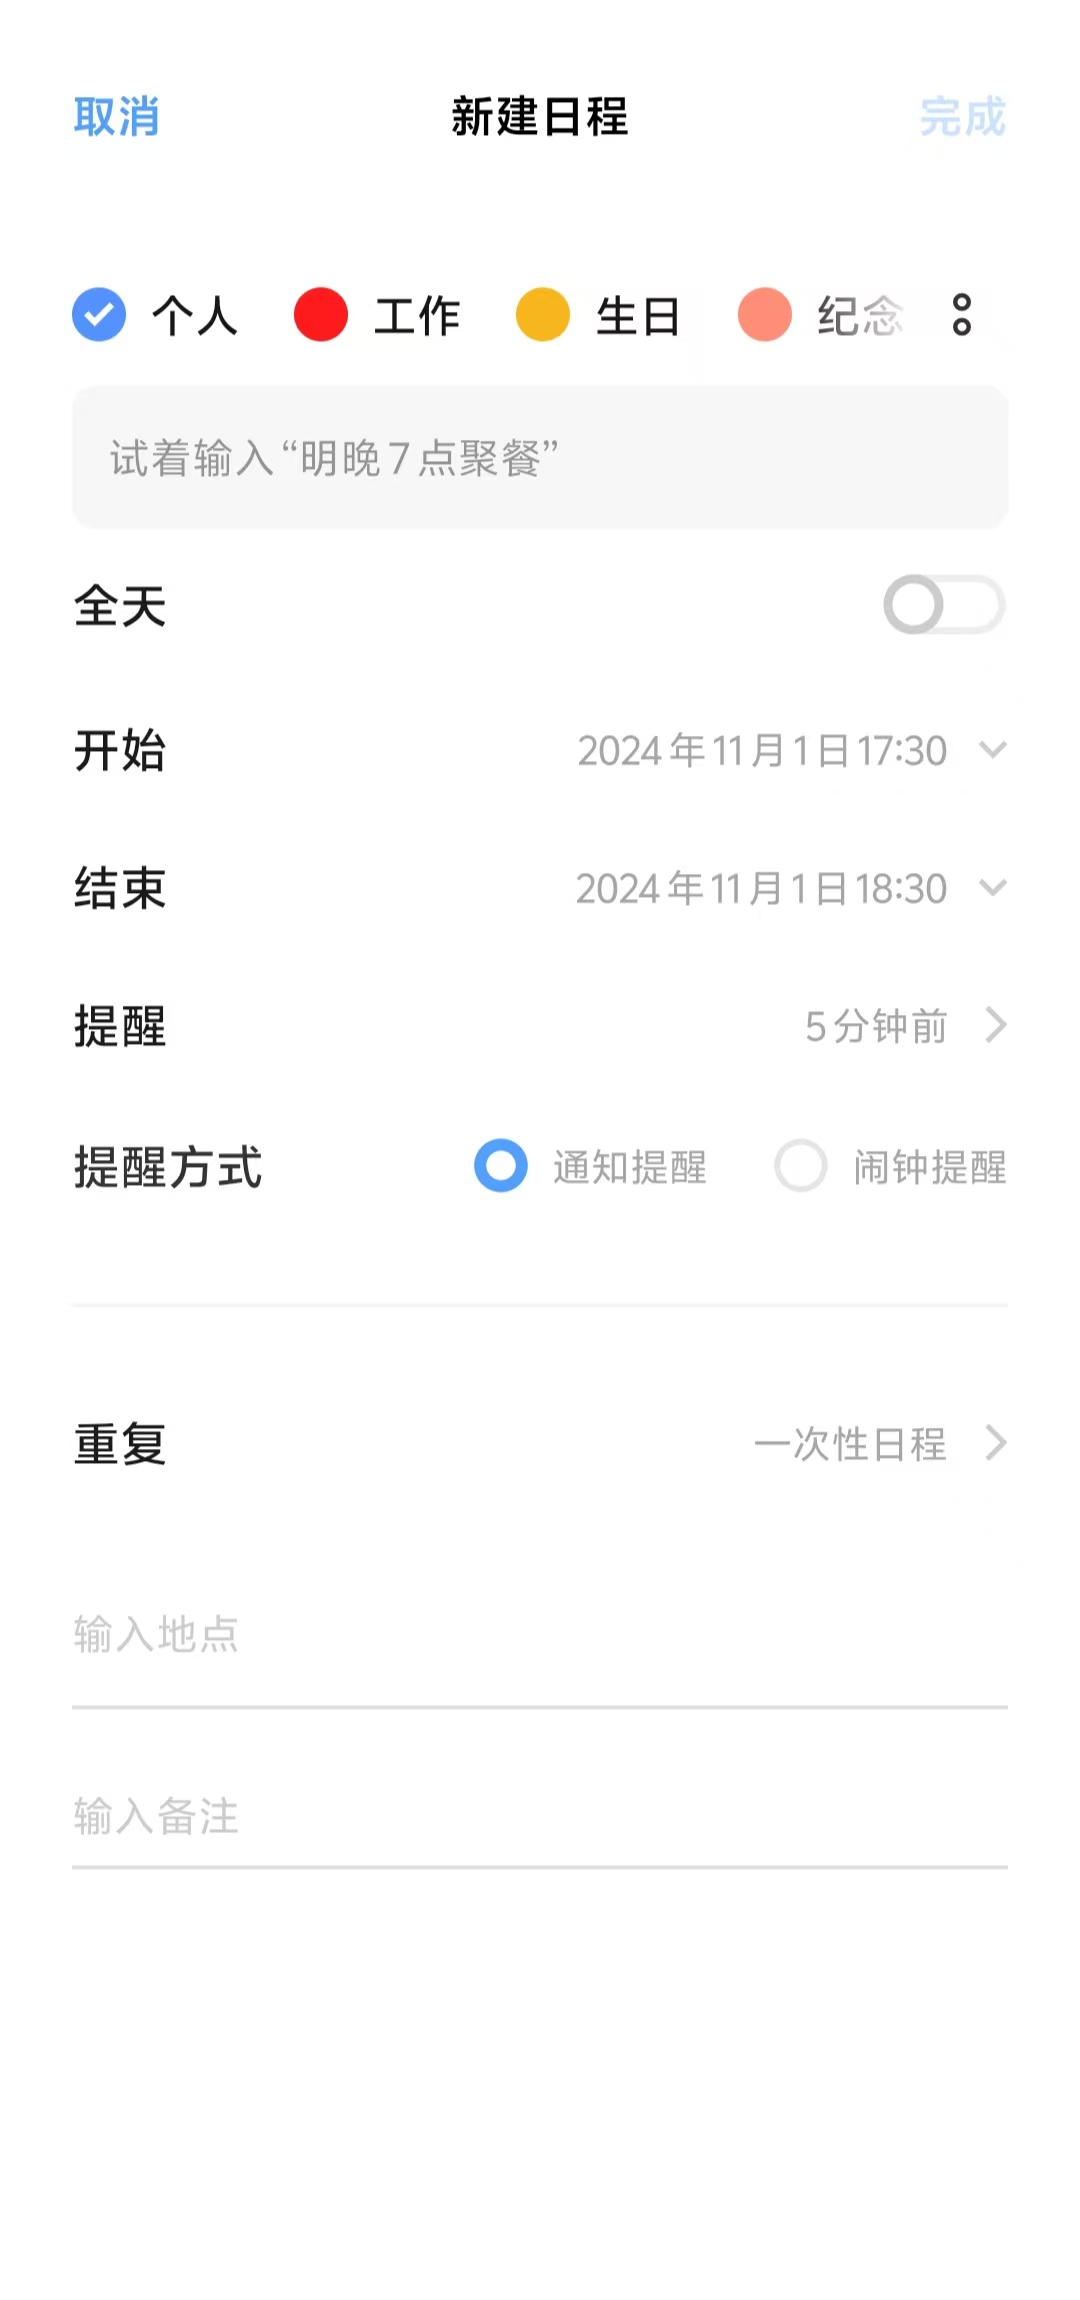 取消 新建日程 完成
个人 工作 生日 纪念
试着输入“明晚7点聚餐”
全天
开始 2024年11月1日17:30
结束 2024年11月1日18:30
提醒 5分钟前
提醒方式 通知提醒 闹钟提醒
重复 一次性日程
输入地点
输入备注